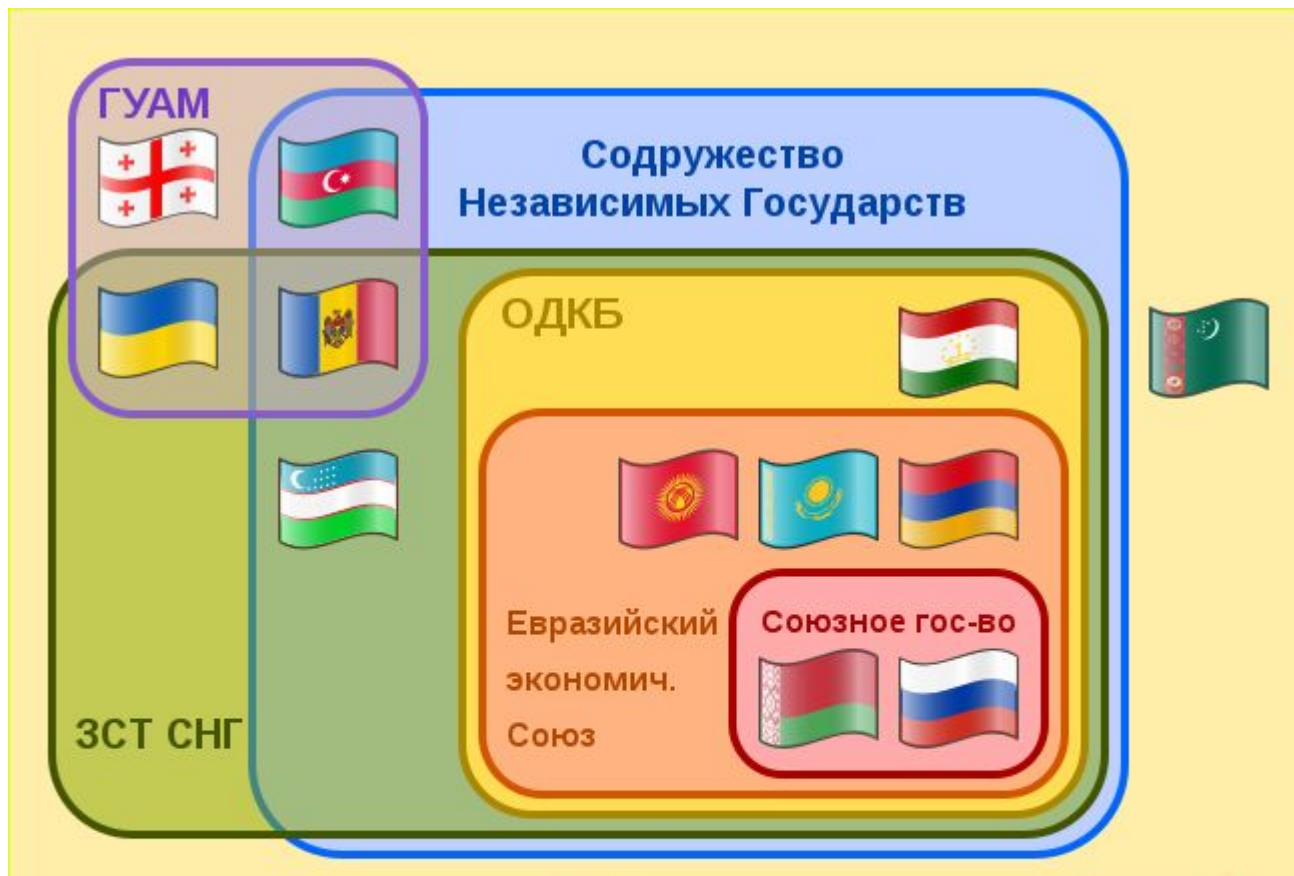 ГУАМ
Содружество
Независимых Государств
ОДКБ
Евразийский
экономич.
Союз
Союзное гос-во
ЗСТ СНГ